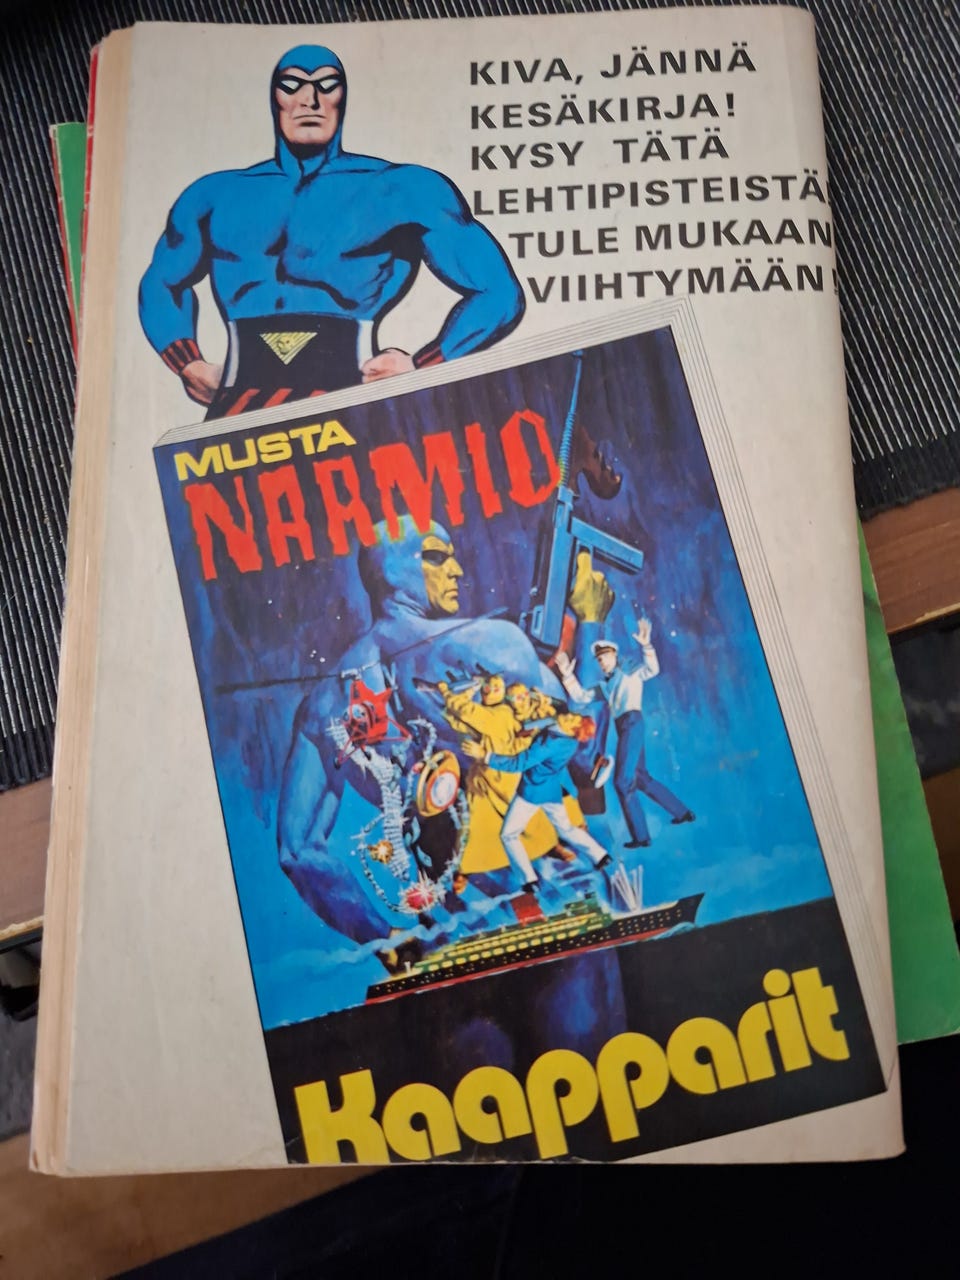 KIVA, JÄNNÄ
KESÄKIRJA!
KYSY TÄTÄ
LEHTIPISTEISTÄ!
TULE MUKAAN
VIIHTYMÄÄN!
MUSTA
NAAMIO
Kaapparit